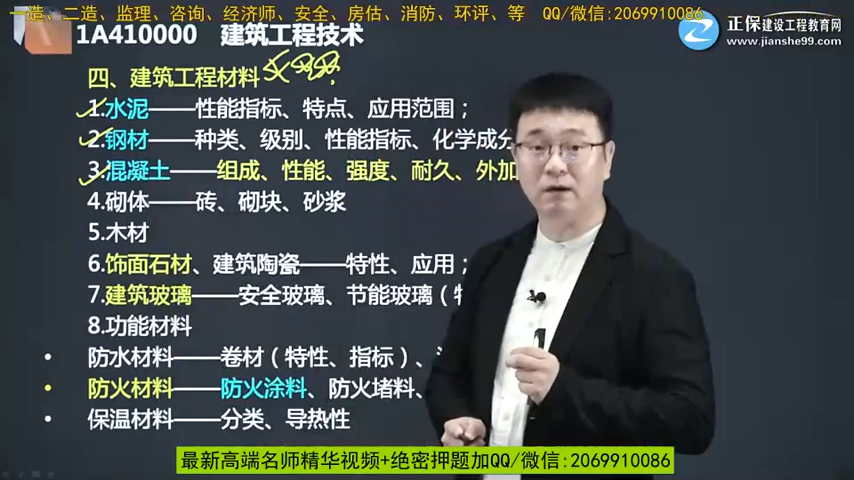 一造、二造、监理、咨询、经济师、安全、房估、消防、环评、等 QQ/微信:2069910086
1A410000 建筑工程技术
正保建设工程教育网
www.jianshe99.com
四、建筑工程材料
1.水泥——性能指标、特点、应用范围；
2.钢材——种类、级别、性能指标、化学成分
3.混凝土——组成、性能、强度、耐久、外加
4.砌体——砖、砌块、砂浆
5.木材
6.饰面石材、建筑陶瓷——特性、应用；
7.建筑玻璃——安全玻璃、节能玻璃（特
8.功能材料
• 防水材料——卷材（特性、指标）、
• 防火材料——防火涂料、防火堵料、
• 保温材料——分类、导热性
最新高端名师精华视频+绝密押题加QQ/微信:2069910086